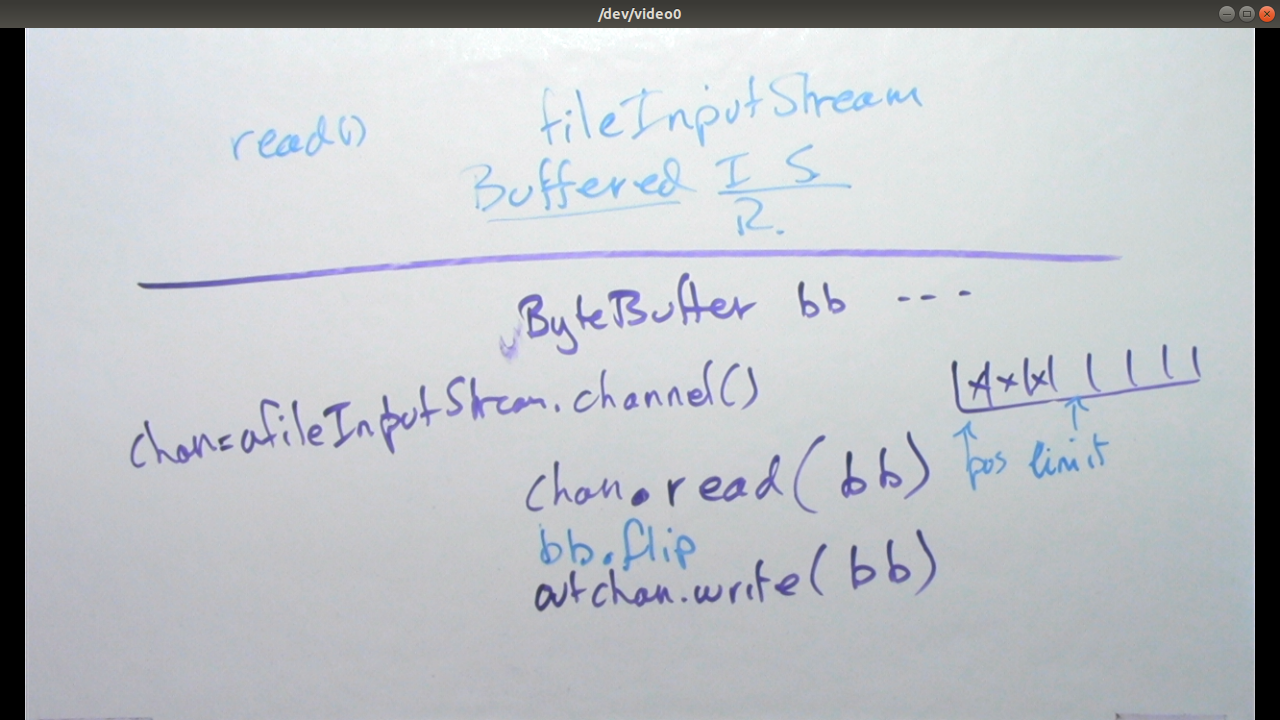 /dev/video0
read() fileInputStream
Buffered I S
R.
ByteBuffer bb ---
chan=afileInputStream.channel()
x x x
pos limit
chan.read(bb)
bb.flip
outchan.write(bb)